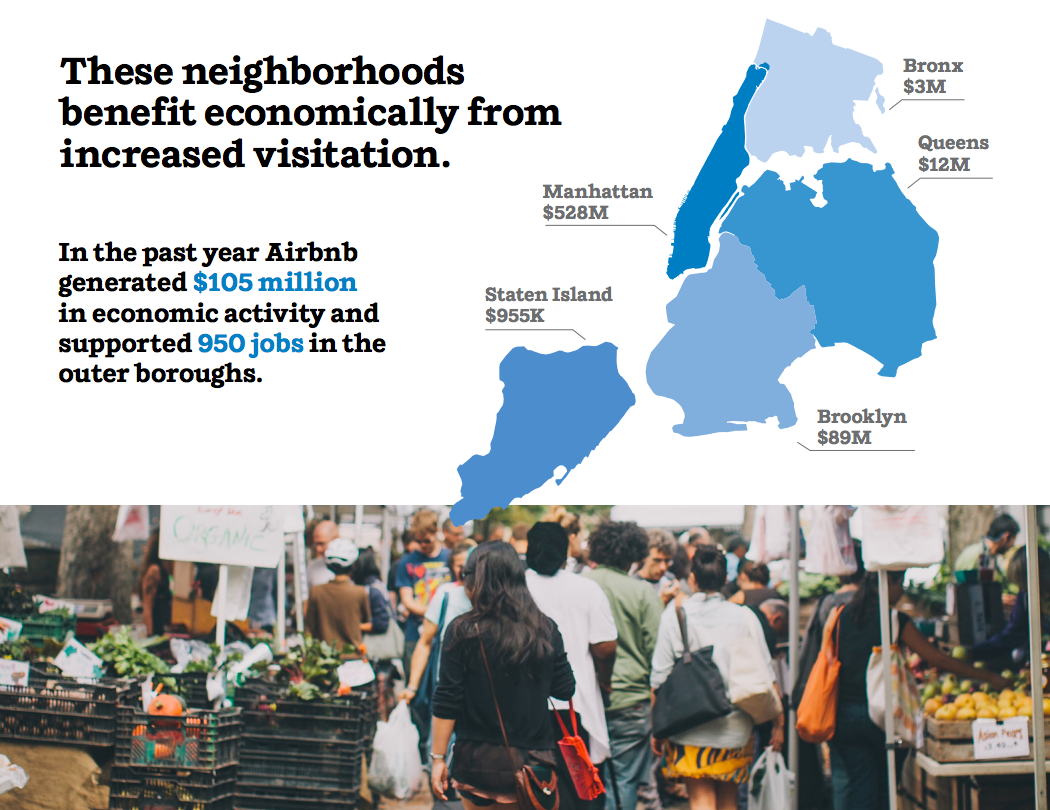 These neighborhoods
benefit economically from
increased visitation.
In the past year Airbnb
generated $105 million
in economic activity and
supported 950 jobs in the
outer boroughs.
Bronx
$3M
Queens
$12M
Manhattan
$528M
Staten Island
$955K
Brooklyn
$89M
ORGANIC
Asian Pears